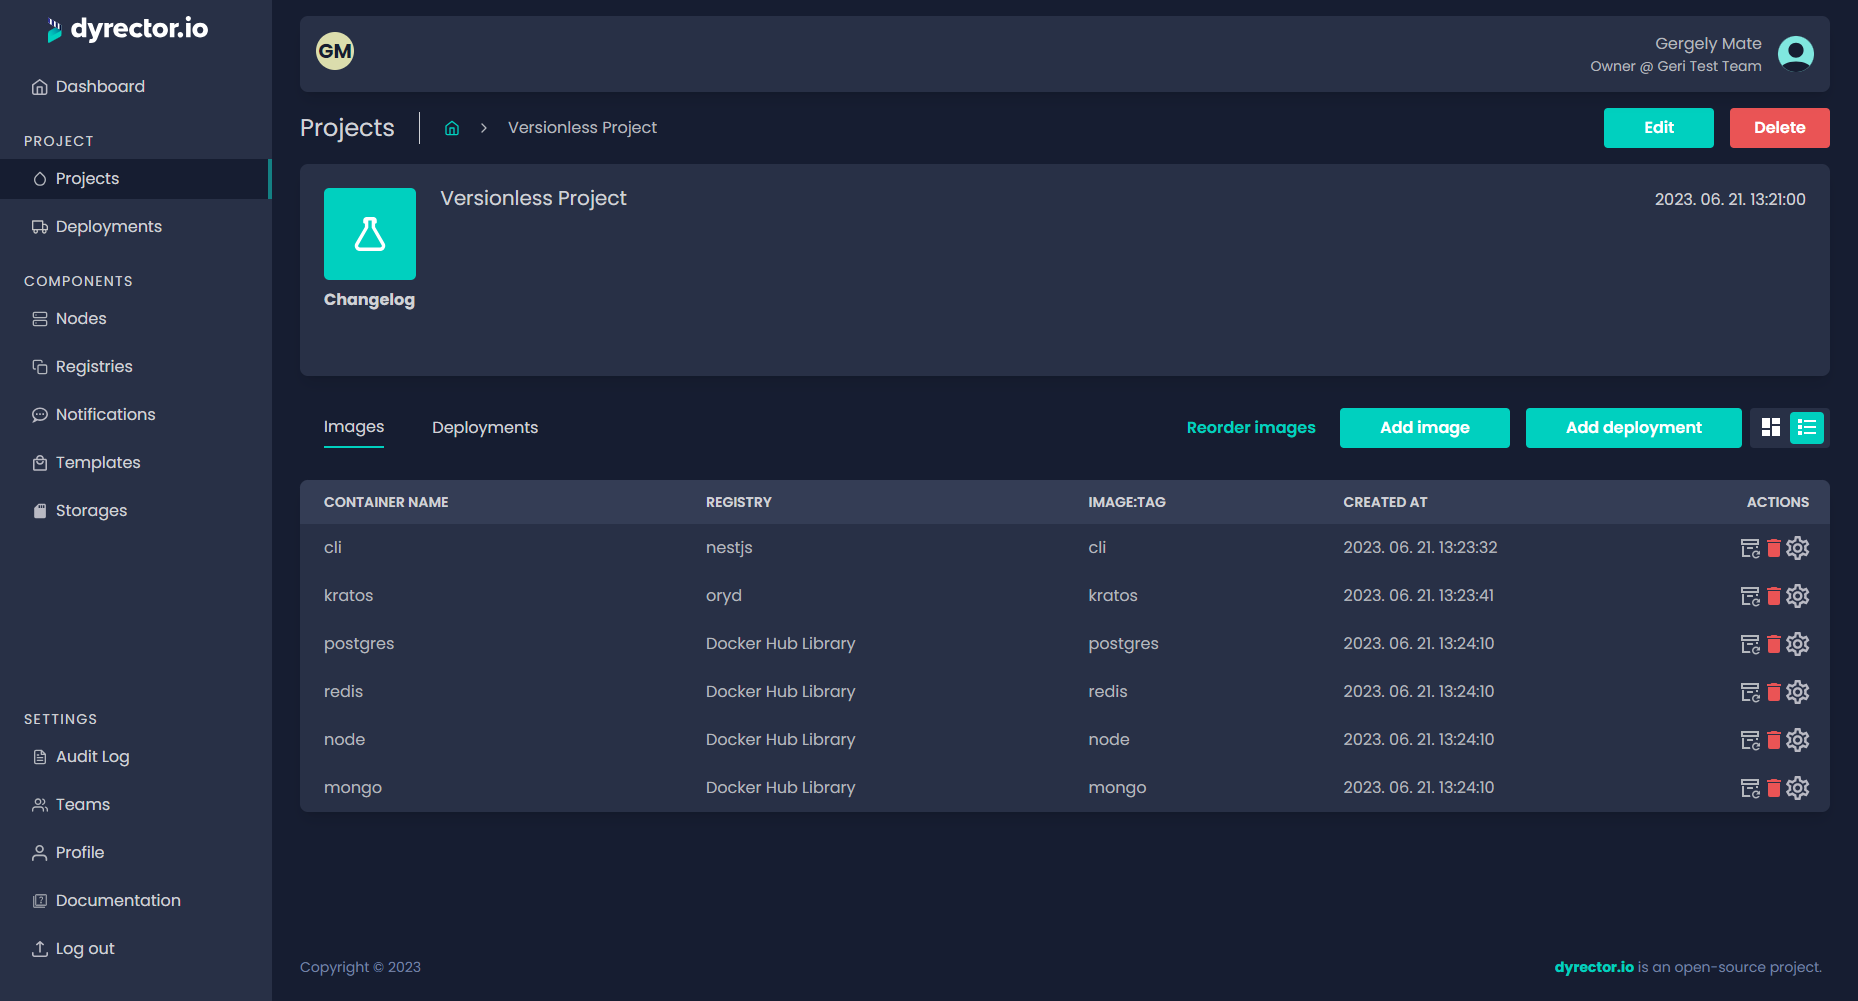 dyrector.io
Dashboard
PROJECT
Projects
Deployments
COMPONENTS
Nodes
Registries
Notifications
Templates
Storages
SETTINGS
Audit Log
Teams
Profile
Documentation
Log out
GM
Gergely Mate
Owner @ Geri Test Team
Projects Versionless Project Edit Delete
Versionless Project 2023. 06. 21. 13:21:00
Changelog
Images Deployments Reorder images Add image Add deployment
CONTAINER NAME REGISTRY IMAGE:TAG CREATED AT ACTIONS
cli nestjs cli 2023. 06. 21. 13:23:32
kratos oryd kratos 2023. 06. 21. 13:23:41
postgres Docker Hub Library postgres 2023. 06. 21. 13:24:10
redis Docker Hub Library redis 2023. 06. 21. 13:24:10
node Docker Hub Library node 2023. 06. 21. 13:24:10
mongo Docker Hub Library mongo 2023. 06. 21. 13:24:10
Copyright © 2023 dyrector.io is an open-source project.